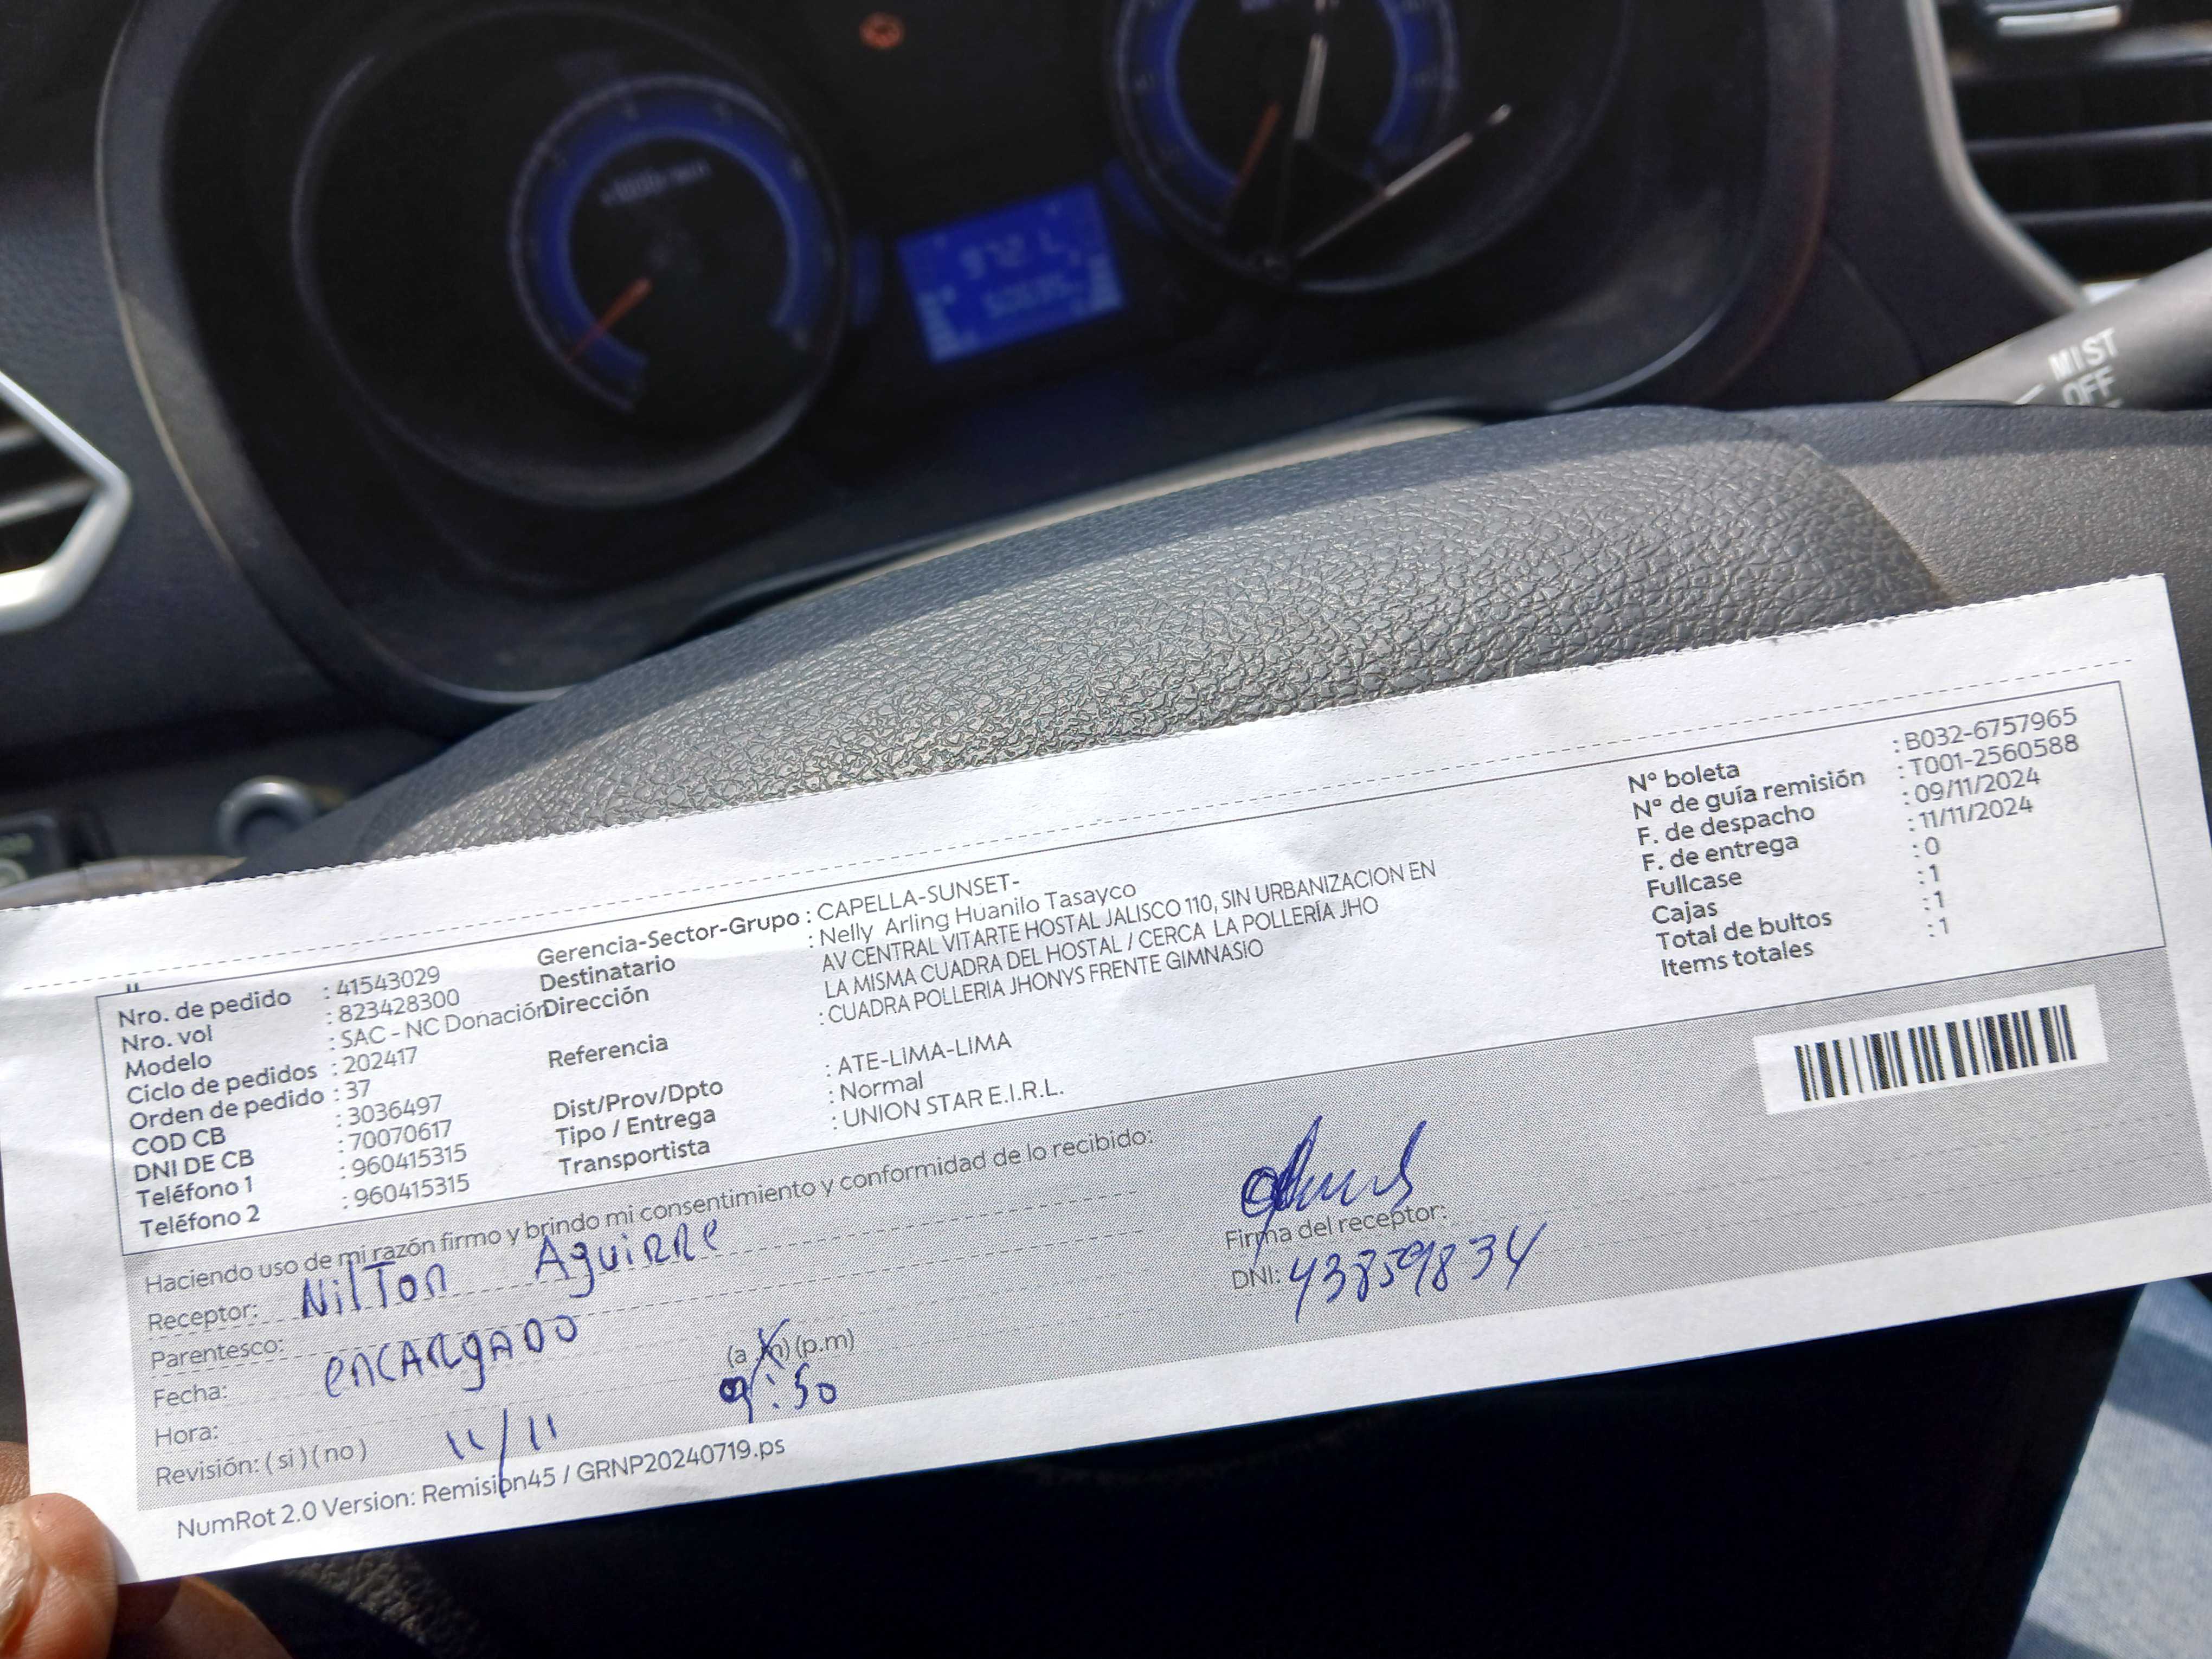 MIST
OFF
Nro. de pedido : 41543029
Nro. vol : 823428300
Modelo : SAC - NC Donación
Ciclo de pedidos : 202417
Orden de pedido : 37
COD CB : 3036497
DNI DE CB : 70070617
Teléfono 1 : 960415315
Teléfono 2 : 960415315
Gerencia-Sector-Grupo : CAPELLA-SUNSET-
Destinatario : Nelly Arling Huanilo Tasayco
Dirección AV CENTRAL VITARTE HOSTAL JALISCO 110, SIN URBANIZACION EN
LA MISMA CUADRA DEL HOSTAL / CERCA LA POLLERÍA JHO
Referencia : CUADRA POLLERIA JHONYS FRENTE GIMNASIO
Dist/Prov/Dpto : ATE-LIMA-LIMA
Tipo / Entrega : Normal
Transportista : UNION STAR E.I.R.L.
N° boleta : B032-6757965
N° de guía remisión : T001-2560588
F. de despacho : 09/11/2024
F. de entrega : 11/11/2024
Fullcase : 0
Cajas : 1
Total de bultos : 1
Items totales : 1
Haciendo uso de mi razón firmo y brindo mi consentimiento y conformidad de lo recibido:
Receptor: Nilton Aguirre
Parentesco: encargado
Fecha:
Hora: (a.m) (p.m)
11/11 9:50
Revisión: ( si ) ( no )
Firma del receptor:
DNI: 43859834
NumRot 2.0 Version: Remision45 / GRNP20240719.ps